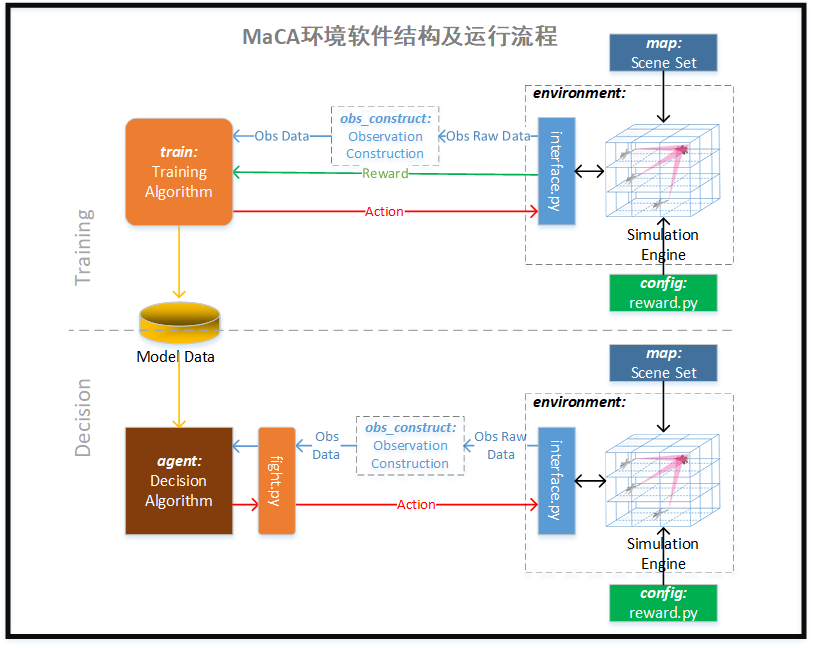 MaCA环境软件结构及运行流程
map:
Scene Set
environment:
obs_construct:
Observation
Construction
Obs Data
Obs Raw Data
train:
Training
Algorithm
Reward
Action
interface.py
Simulation
Engine
config:
reward.py
Training
Model Data
Decision
map:
Scene Set
environment:
obs_construct:
Observation
Construction
Obs
Data
Obs Raw
Data
agent:
Decision
Algorithm
fight.py
Action
interface.py
Simulation
Engine
config:
reward.py